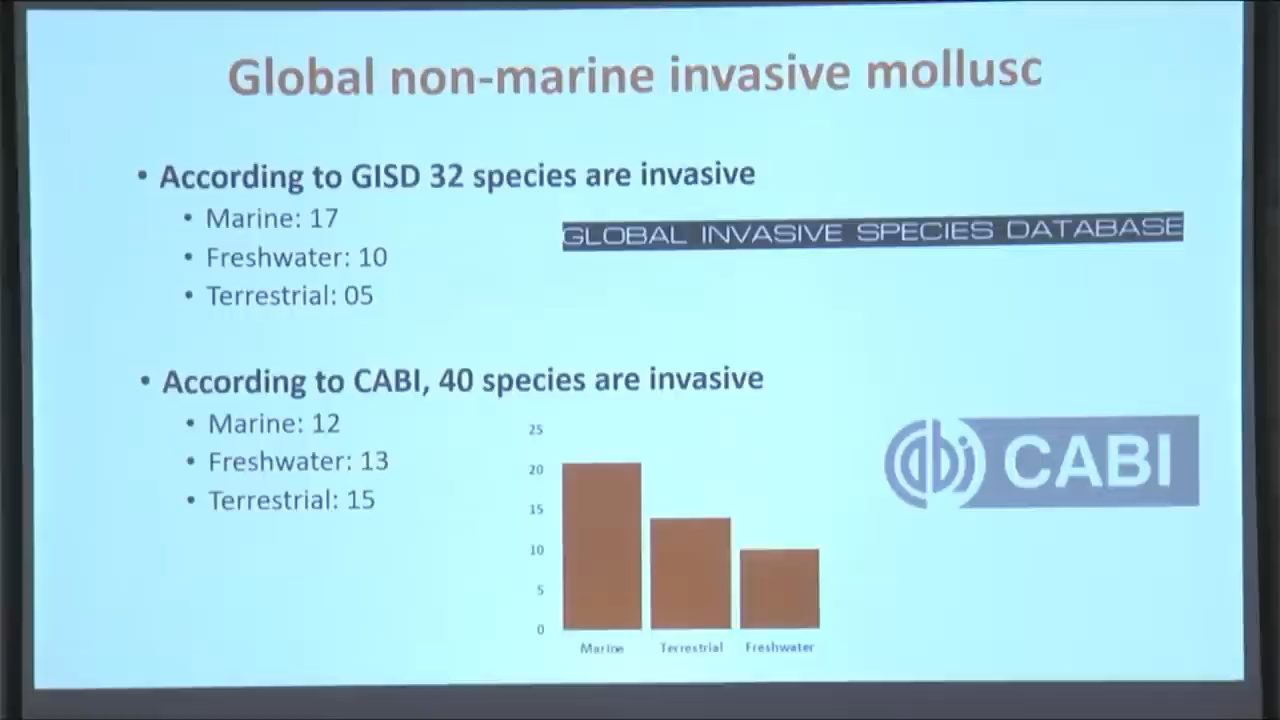 Global non-marine invasive mollusc
• According to GISD 32 species are invasive
• Marine: 17
• Freshwater: 10
• Terrestrial: 05
GLOBAL INVASIVE SPECIES DATABASE
• According to CABI, 40 species are invasive
• Marine: 12
• Freshwater: 13
• Terrestrial: 15
25
20
15
10
5
0
Marine Terrestrial Freshwater
cabi CABI